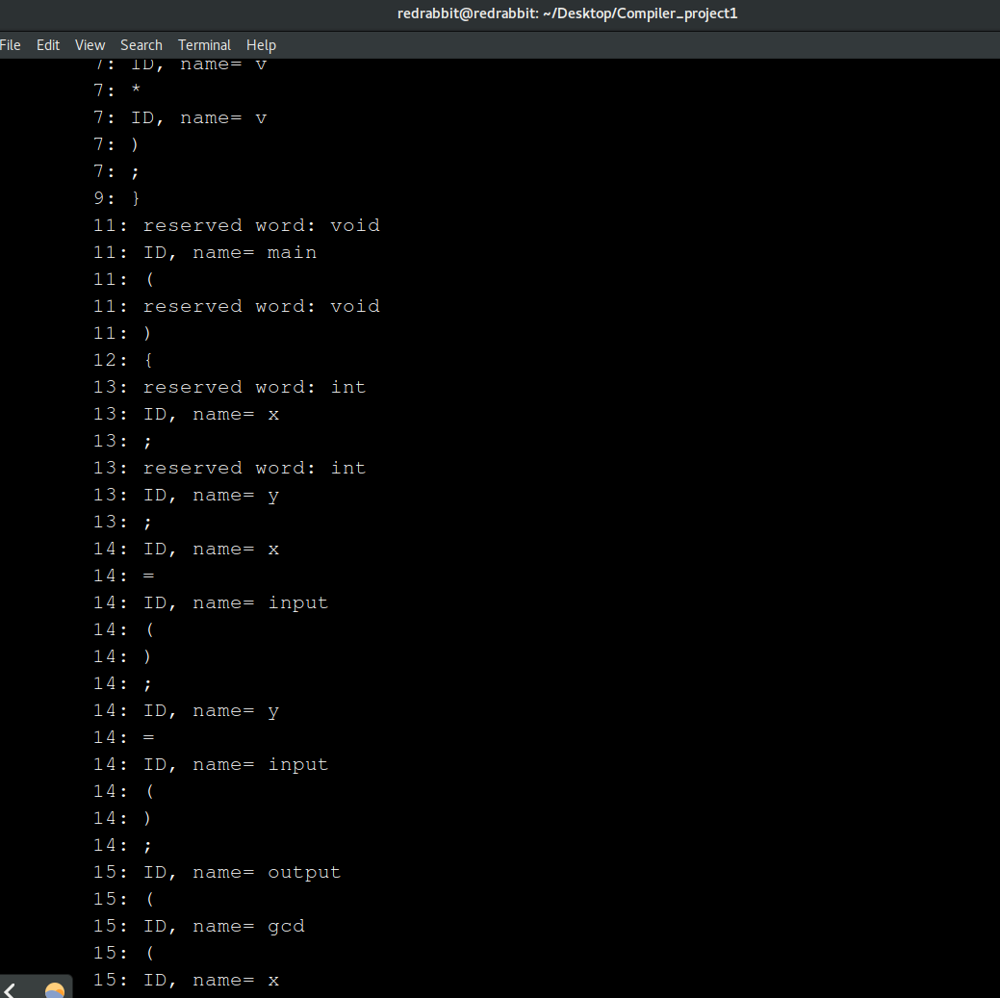 redrabbit@redrabbit: ~/Desktop/Compiler_project1
File Edit View Search Terminal Help
7: ID, name= v
7: *
7: ID, name= v
7: )
7: ;
9: }
11: reserved word: void
11: ID, name= main
11: (
11: reserved word: void
11: )
12: {
13: reserved word: int
13: ID, name= x
13: ;
13: reserved word: int
13: ID, name= y
13: ;
14: ID, name= x
14: =
14: ID, name= input
14: (
14: )
14: ;
14: ID, name= y
14: =
14: ID, name= input
14: (
14: )
14: ;
15: ID, name= output
15: (
15: ID, name= gcd
15: (
15: ID, name= x